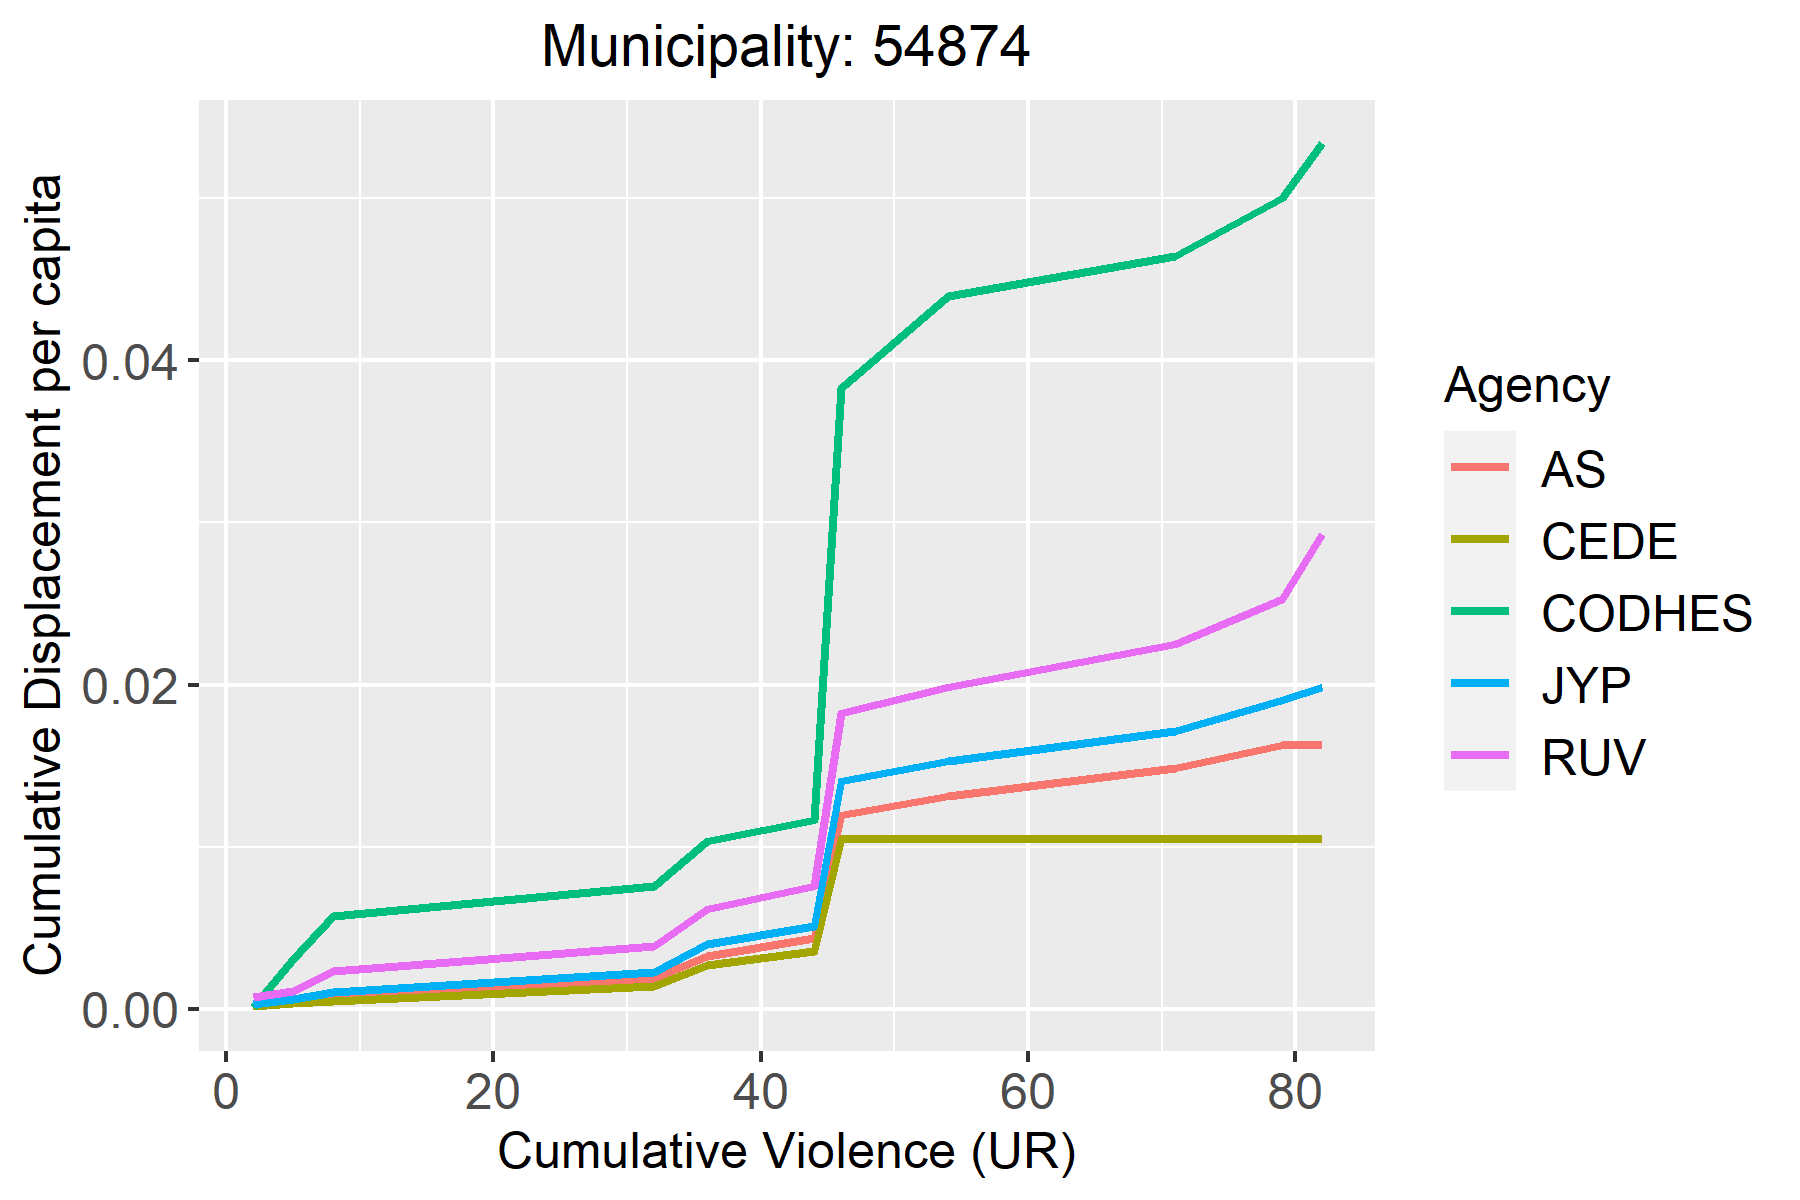 Municipality: 54874
Cumulative Displacement per capita
0.04
0.02
0.00
0 20 40 60 80
Cumulative Violence (UR)
Agency
AS
CEDE
CODHES
JYP
RUV